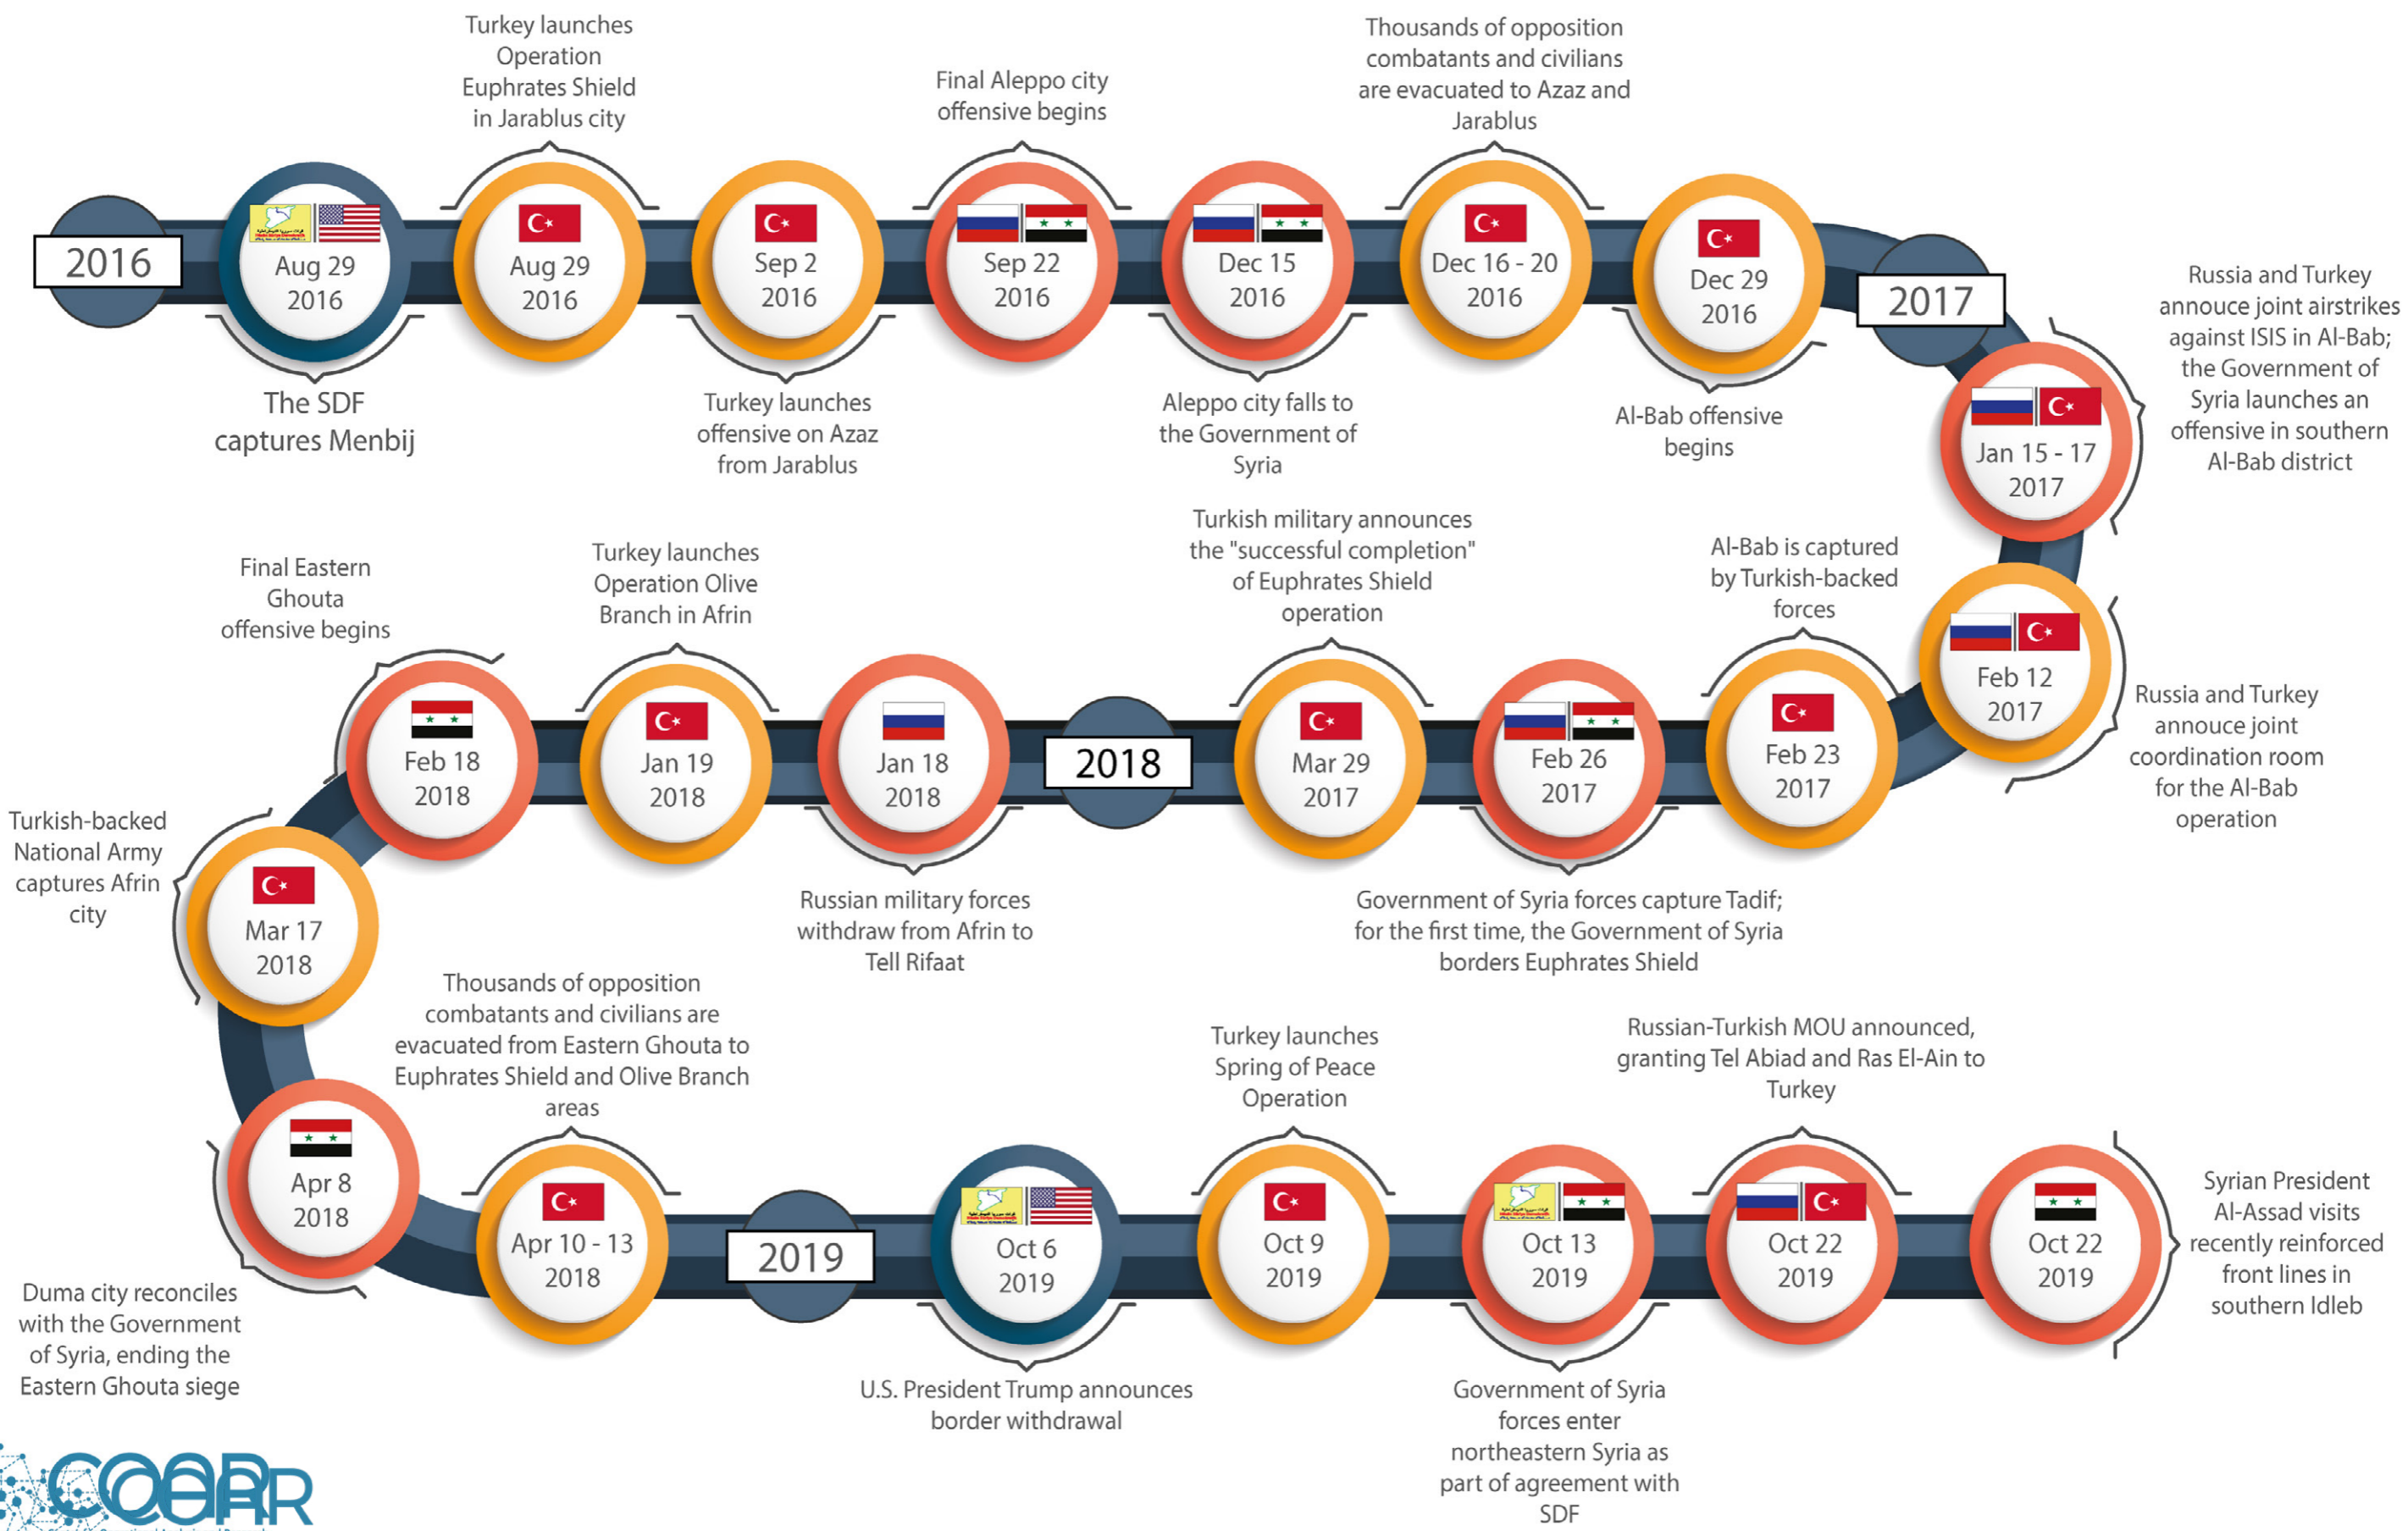 2016
Aug 29
2016
The SDF
captures Menbij
Turkey launches
Operation
Euphrates Shield
in Jarablus city
Aug 29
2016
Sep 2
2016
Turkey launches
offensive on Azaz
from Jarablus
Final Aleppo city
offensive begins
Sep 22
2016
Dec 15
2016
Aleppo city falls to
the Government of
Syria
Thousands of opposition
combatants and civilians
are evacuated to Azaz and
Jarablus
Dec 16 - 20
2016
Dec 29
2016
Al-Bab offensive
begins
2017
Russia and Turkey
annouce joint airstrikes
against ISIS in Al-Bab;
the Government of
Syria launches an
offensive in southern
Al-Bab district
Jan 15 - 17
2017
Feb 12
2017
Russia and Turkey
annouce joint
coordination room
for the Al-Bab
operation
Al-Bab is captured
by Turkish-backed
forces
Feb 23
2017
Feb 26
2017
Government of Syria forces capture Tadif;
for the first time, the Government of Syria
borders Euphrates Shield
Turkish military announces
the "successful completion"
of Euphrates Shield
operation
Mar 29
2017
2018
Jan 18
2018
Russian military forces
withdraw from Afrin to
Tell Rifaat
Turkey launches
Operation Olive
Branch in Afrin
Jan 19
2018
Final Eastern
Ghouta
offensive begins
Feb 18
2018
Turkish-backed
National Army
captures Afrin
city
Mar 17
2018
Apr 8
2018
Duma city reconciles
with the Government
of Syria, ending the
Eastern Ghouta siege
Thousands of opposition
combatants and civilians are
evacuated from Eastern Ghouta to
Euphrates Shield and Olive Branch
areas
Apr 10 - 13
2018
2019
Oct 6
2019
U.S. President Trump announces
border withdrawal
Turkey launches
Spring of Peace
Operation
Oct 9
2019
Oct 13
2019
Government of Syria
forces enter
northeastern Syria as
part of agreement with
SDF
Russian-Turkish MOU announced,
granting Tel Abiad and Ras El-Ain to
Turkey
Oct 22
2019
Oct 22
2019
Syrian President
Al-Assad visits
recently reinforced
front lines in
southern Idleb
COAR